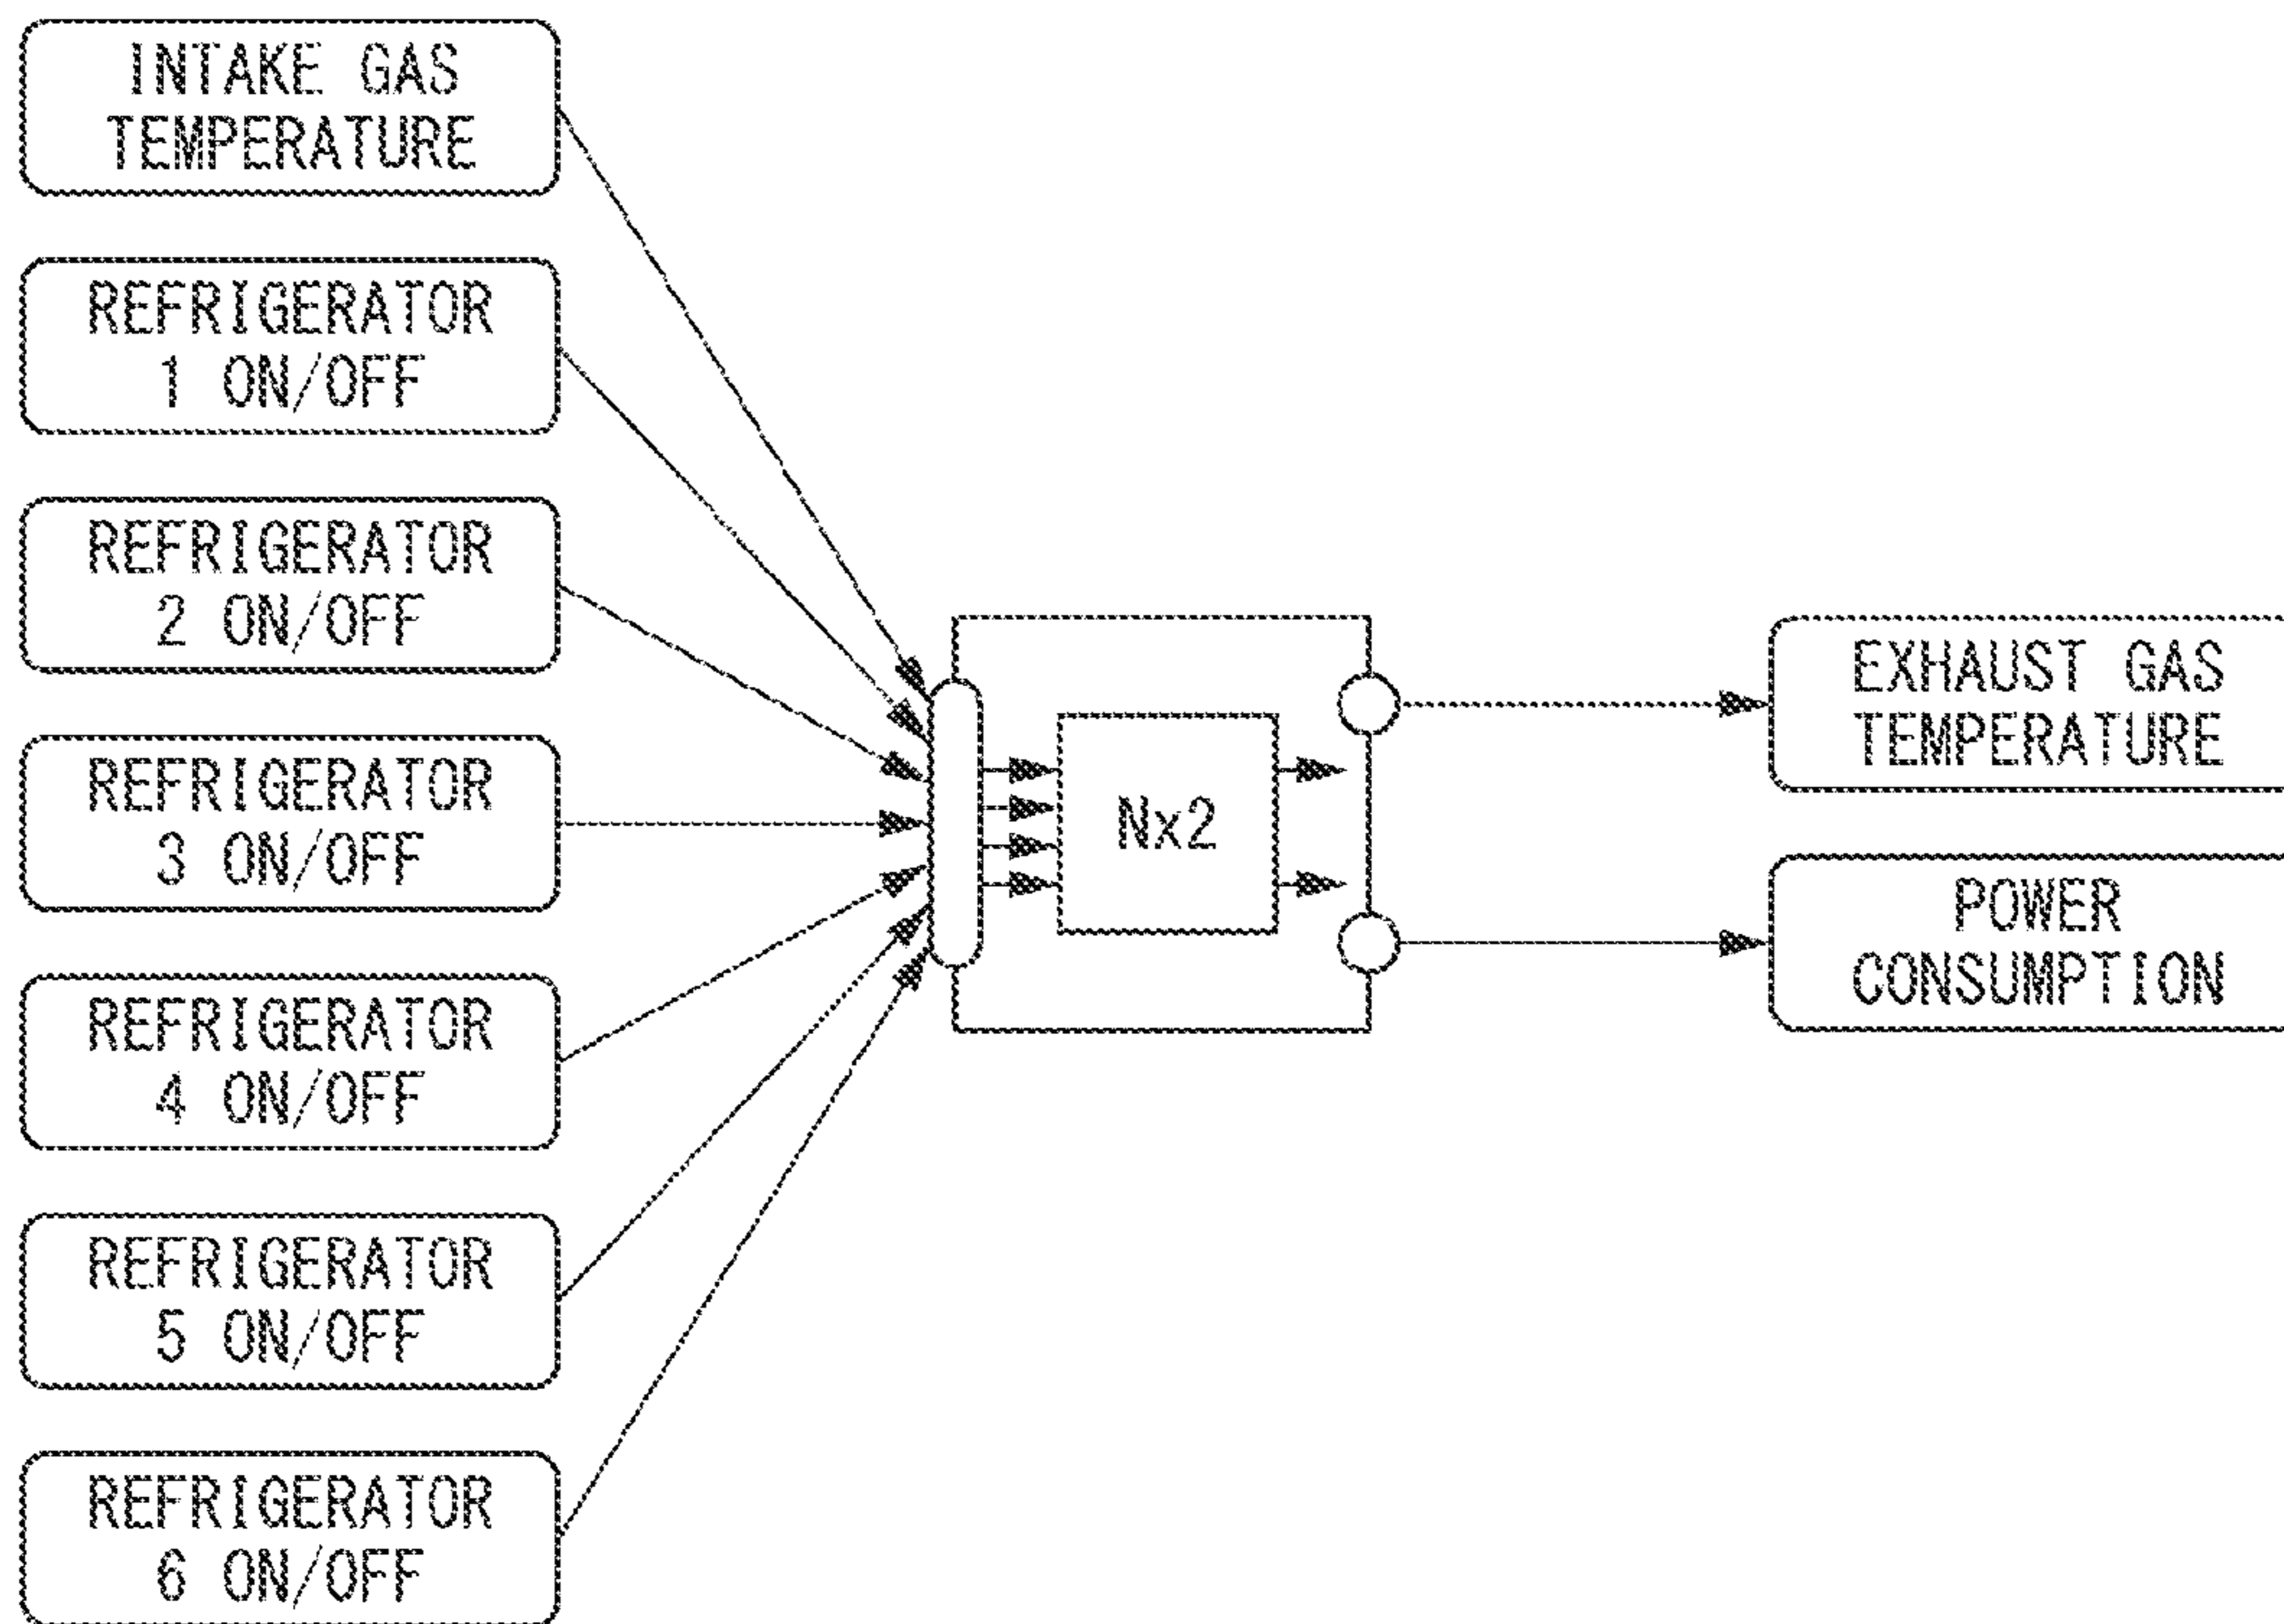 INTAKE GAS
TEMPERATURE
REFRIGERATOR
1 ON/OFF
REFRIGERATOR
2 ON/OFF
REFRIGERATOR
3 ON/OFF
REFRIGERATOR
4 ON/OFF
REFRIGERATOR
5 ON/OFF
REFRIGERATOR
6 ON/OFF
Nx2
EXHAUST GAS
TEMPERATURE
POWER
CONSUMPTION